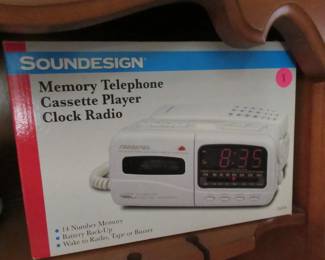 SOUNDESIGN
Memory Telephone
Cassette Player
Clock Radio
8:35
• 14 Number Memory
• Battery Back-Up
• Wake to Radio, Tape or Buzzer